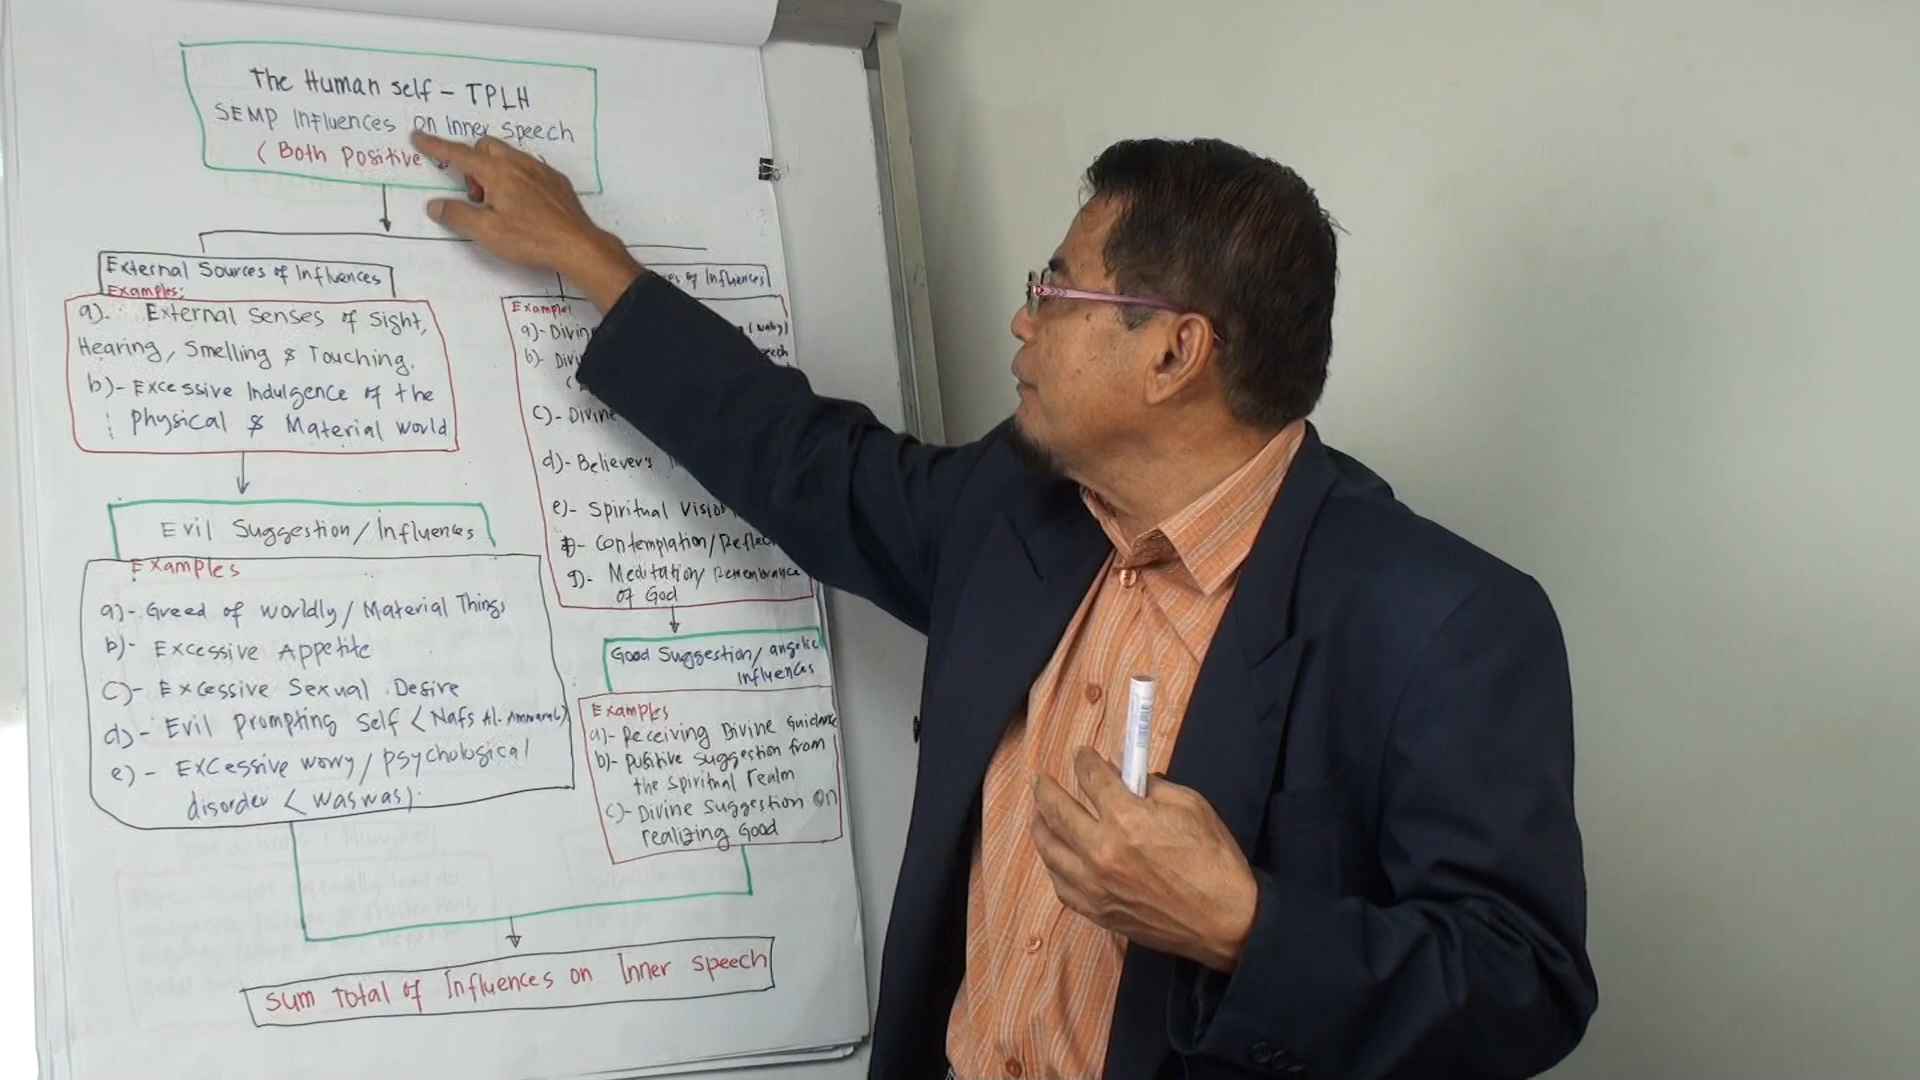 The Human self - TPLH
SEMP Influences on Inner speech
(Both Positive
External Sources of Influences
Examples:
a). External Senses of Sight,
Hearing, Smelling & Touching.
b)- Excessive Indulgence of the
Physical & Material world
Evil Suggestion/Influences
Examples
a)- Greed of worldly/Material Things
b)- Excessive Appetite
c)- Excessive Sexual Desire
d)- Evil Prompting Self (Nafs Al-Ammarah)
e)- Excessive worry/psychological
disorder (waswas).
of Influences
Examples
a)-
b)-
c)- Divine
d)- Believer's
e)- Spiritual Vision
f)- Contemplation/
g)- Meditation/Remembrance
of God
Good Suggestion/angelic
Influences
Examples
a)- Receiving Divine Guidance
b)- positive suggestion from
the spiritual realm
c)- Divine suggestion on
realizing Good
Sum Total of Influences on Inner speech